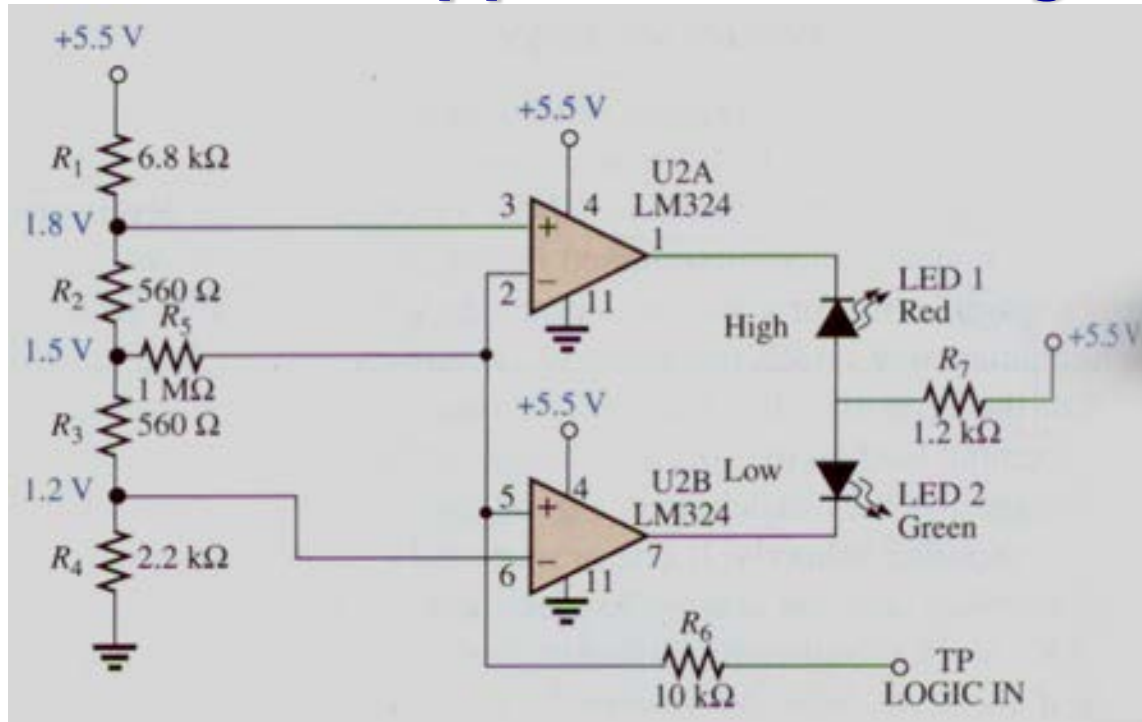 +5.5 V
R1 6.8 kΩ
1.8 V
R2 560 Ω
1.5 V
R5
1 MΩ
R3 560 Ω
1.2 V
R4 2.2 kΩ
+5.5 V
3
4
U2A
LM324
1
+
−
2
11
+5.5 V
5
4
U2B
LM324
+
−
6
7
11
High
LED 1
Red
+5.5V
R7
1.2 kΩ
Low
LED 2
Green
R6
10 kΩ
TP
LOGIC IN